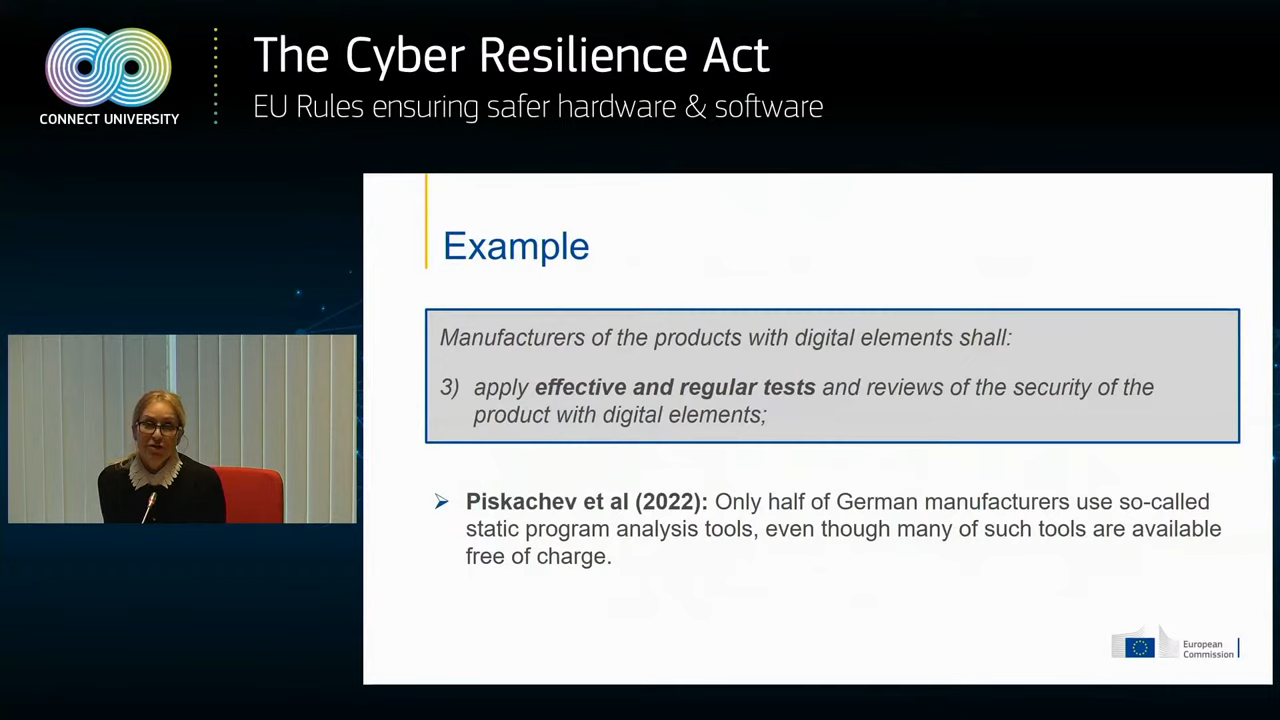 The Cyber Resilience Act
EU Rules ensuring safer hardware & software
CONNECT UNIVERSITY
Example
Manufacturers of the products with digital elements shall:
3) apply effective and regular tests and reviews of the security of the
product with digital elements;
Piskachev et al (2022): Only half of German manufacturers use so-called
static program analysis tools, even though many of such tools are available
free of charge.
European
Commission